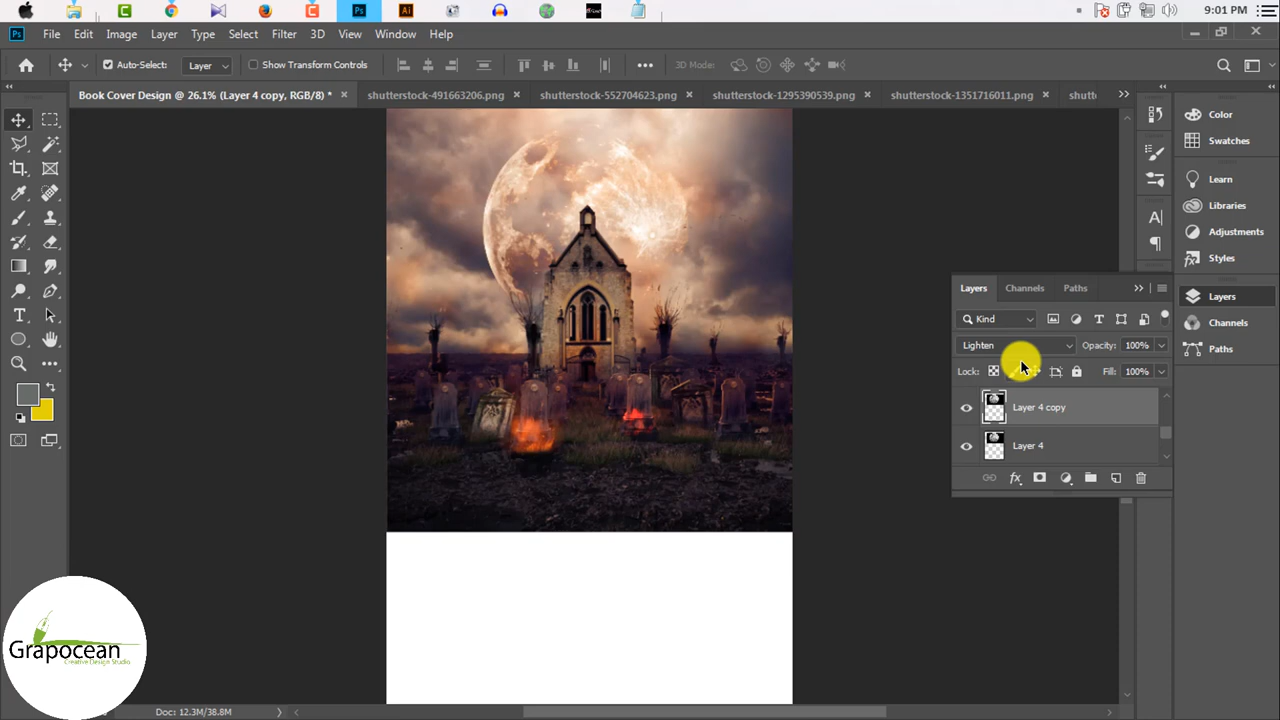 9:01 PM
File Edit Image Layer Type Select Filter 3D View Window Help
Auto-Select: Layer Show Transform Controls 3D Mode:
Book Cover Design @ 26.1% (Layer 4 copy, RGB/8) * shutterstock-491663206.png shutterstock-552704623.png shutterstock-1295390539.png shutterstock-1351716011.png shutte
Color
Swatches
Learn
Libraries
Adjustments
Styles
Layers
Channels
Paths
Layers Channels Paths
Kind
Lighten Opacity: 100%
Lock: Fill: 100%
Layer 4 copy
Layer 4
Grapocean
Creative Design Studio
Doc: 12.3M/38.8M